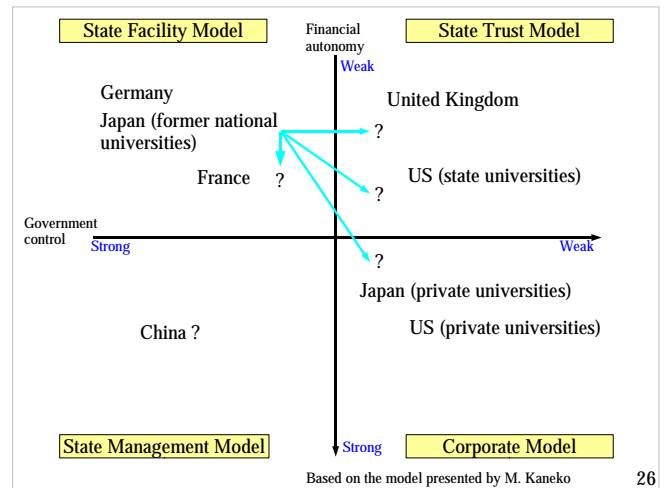 State Facility Model
Financial
autonomy
State Trust Model
Weak
Germany
Japan (former national
universities)
United Kingdom
?
France ?
US (state universities)
?
Government
control
Strong
Weak
?
Japan (private universities)
China ?
US (private universities)
State Management Model
Strong
Corporate Model
Based on the model presented by M. Kaneko
26